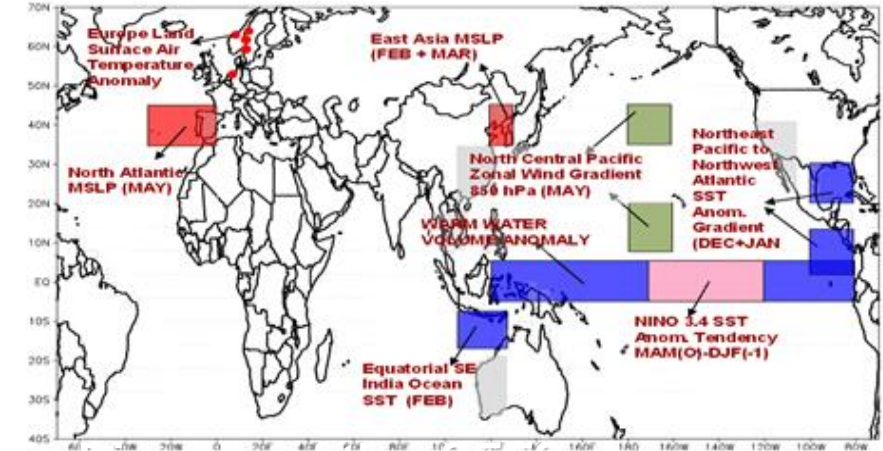 70N
60N
50N
40N
30N
20N
10N
EQ
10S
20S
30S
40S
Europe Land
Surface Air
Temperature
Anomaly
East Asia MSLP
(FEB + MAR)
North Atlantic
MSLP (MAY)
North Central Pacific
Zonal Wind Gradient
850 hPa (MAY)
Northeast
Pacific to
Northwest
Atlantic
SST
Anom.
Gradient
(DEC+JAN
WARM WATER
VOLUME ANOMALY
NINO 3.4 SST
Anom. Tendency
MAM(O)-DJF(-1)
Equatorial SE
India Ocean
SST (FEB)
20W 0 20E 40E 80E 160E 180 160W 140W 120W 100W 80W